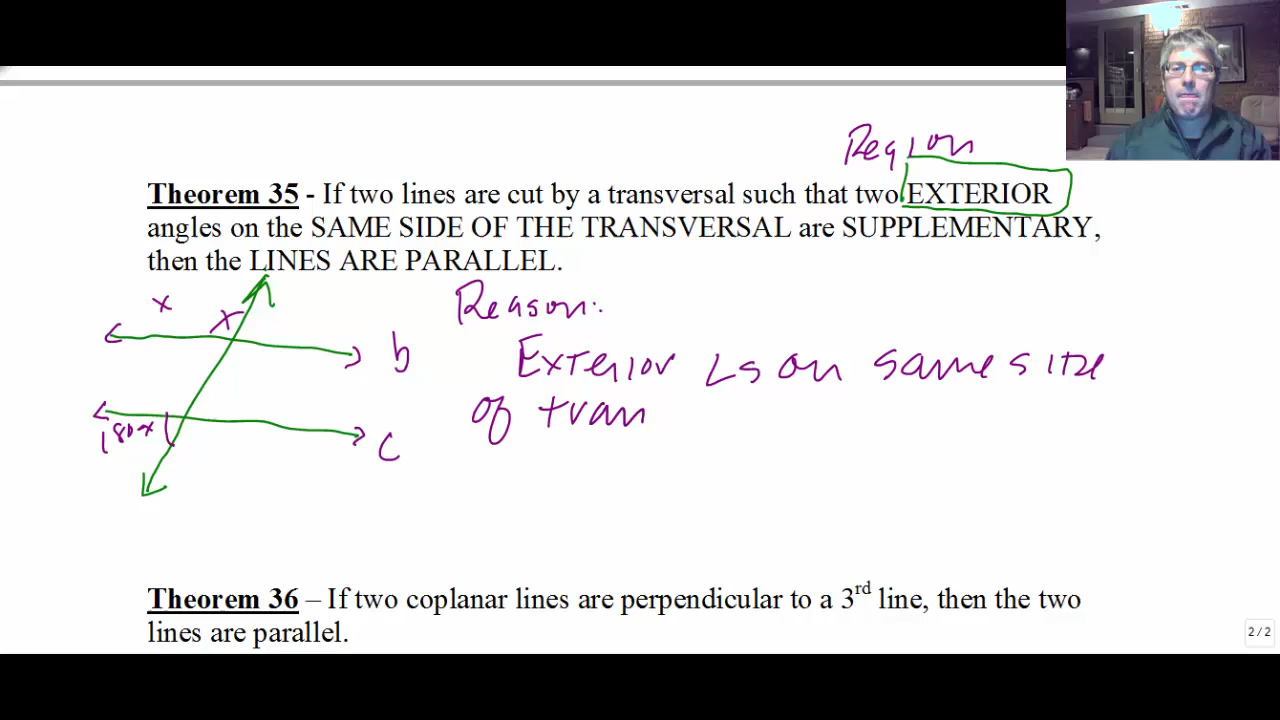 Region
Theorem 35 - If two lines are cut by a transversal such that two EXTERIOR
angles on the SAME SIDE OF THE TRANSVERSAL are SUPPLEMENTARY,
then the LINES ARE PARALLEL.
x
x
b
180-x
c
Reason:
Exterior ∠s on same side
of tran
Theorem 36 – If two coplanar lines are perpendicular to a 3rd line, then the two
lines are parallel.
2 / 2